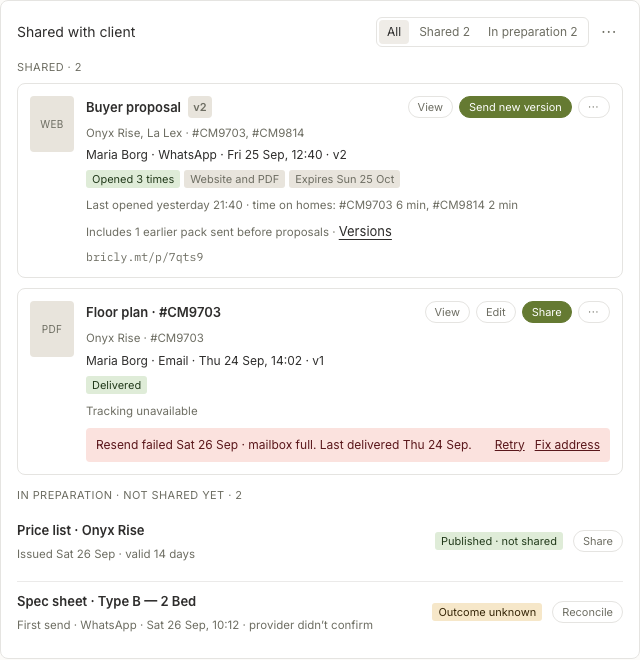 Shared with client
All Shared 2 In preparation 2 ···
SHARED · 2
WEB
Buyer proposal v2
View Send new version ···
Onyx Rise, La Lex · #CM9703, #CM9814
Maria Borg · WhatsApp · Fri 25 Sep, 12:40 · v2
Opened 3 times Website and PDF Expires Sun 25 Oct
Last opened yesterday 21:40 · time on homes: #CM9703 6 min, #CM9814 2 min
Includes 1 earlier pack sent before proposals · Versions
bricly.mt/p/7qts9
PDF
Floor plan · #CM9703
View Edit Share ···
Onyx Rise · #CM9703
Maria Borg · Email · Thu 24 Sep, 14:02 · v1
Delivered
Tracking unavailable
Resend failed Sat 26 Sep · mailbox full. Last delivered Thu 24 Sep. Retry Fix address
IN PREPARATION · NOT SHARED YET · 2
Price list · Onyx Rise
Issued Sat 26 Sep · valid 14 days
Published · not shared Share
Spec sheet · Type B — 2 Bed
First send · WhatsApp · Sat 26 Sep, 10:12 · provider didn't confirm
Outcome unknown Reconcile